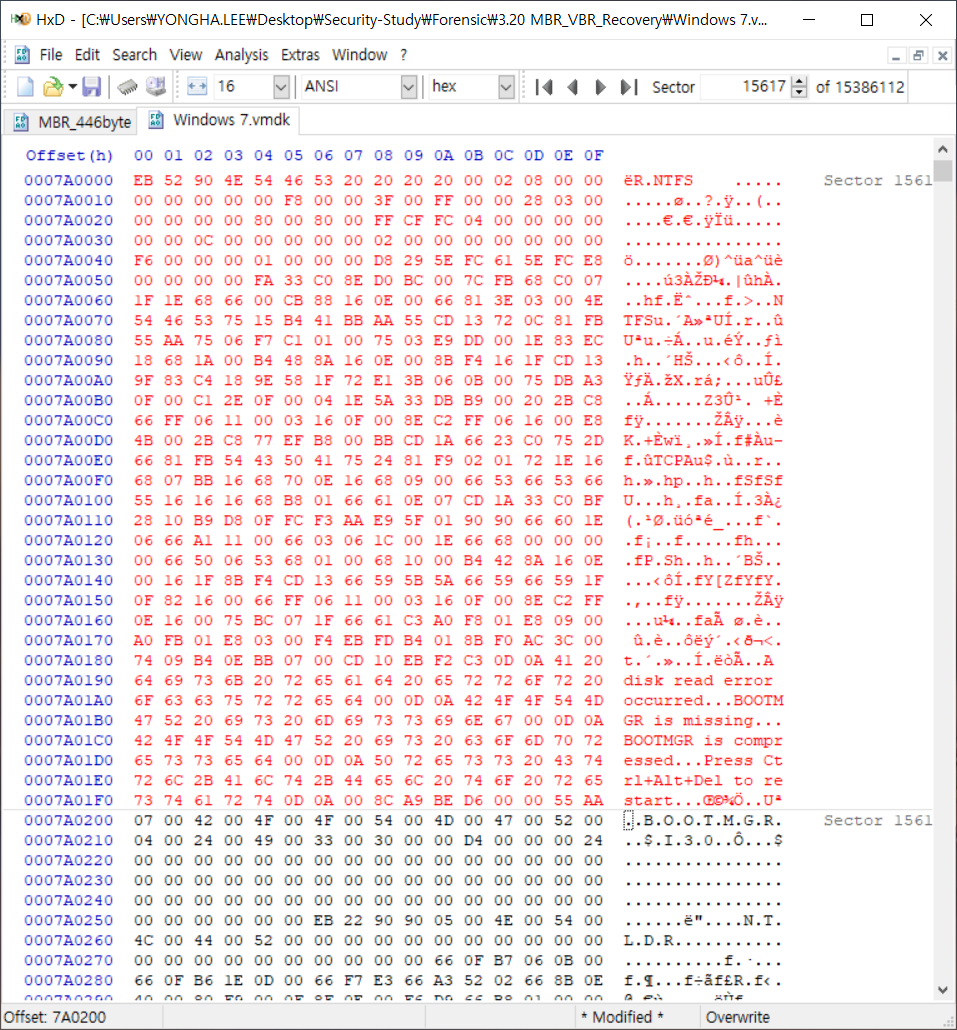 HxD - [C:₩Users₩YONGHA.LEE₩Desktop₩Security-Study₩Forensic₩3.20 MBR_VBR_Recovery₩Windows 7.v...
File Edit Search View Analysis Extras Window ?
16 ANSI hex Sector 15617 of 15386112
MBR_446byte Windows 7.vmdk
Offset(h) 00 01 02 03 04 05 06 07 08 09 0A 0B 0C 0D 0E 0F
0007A0000 EB 52 90 4E 54 46 53 20 20 20 20 00 02 08 00 00 ëR.NTFS    ..... Sector 1561
0007A0010 00 00 00 00 00 F8 00 00 3F 00 FF 00 00 28 03 00 .....ø..?.ÿ..(..
0007A0020 00 00 00 00 80 00 80 00 FF CF FC 04 00 00 00 00 ....€.€.ÿÏü.....
0007A0030 00 00 0C 00 00 00 00 00 02 00 00 00 00 00 00 00 ................
0007A0040 F6 00 00 00 01 00 00 00 D8 29 5E FC 61 5E FC E8 ö.......Ø)^üa^üè
0007A0050 00 00 00 00 FA 33 C0 8E D0 BC 00 7C FB 68 C0 07 ....ú3ÀŽÐ¼.|ûhÀ.
0007A0060 1F 1E 68 66 00 CB 88 16 0E 00 66 81 3E 03 00 4E ..hf.Ëˆ...f.>..N
0007A0070 54 46 53 75 15 B4 41 BB AA 55 CD 13 72 0C 81 FB TFSu.´A»ªUÍ.r..û
0007A0080 55 AA 75 06 F7 C1 01 00 75 03 E9 DD 00 1E 83 EC Uªu.÷Á..u.éÝ..ƒì
0007A0090 18 68 1A 00 B4 48 8A 16 0E 00 8B F4 16 1F CD 13 .h..´HŠ...‹ô..Í.
0007A00A0 9F 83 C4 18 9E 58 1F 72 E1 3B 06 0B 00 75 DB A3 ŸƒÄ.žX.rá;...uÛ£
0007A00B0 0F 00 C1 2E 0F 00 04 1E 5A 33 DB B9 00 20 2B C8 ..Á.....Z3Û¹. +È
0007A00C0 66 FF 06 11 00 03 16 0F 00 8E C2 FF 06 16 00 E8 fÿ.......ŽÂÿ...è
0007A00D0 4B 00 2B C8 77 EF B8 00 BB CD 1A 66 23 C0 75 2D K.+Èwï¸.»Í.f#Àu-
0007A00E0 66 81 FB 54 43 50 41 75 24 81 F9 02 01 72 1E 16 f.ûTCPAu$.ù..r..
0007A00F0 68 07 BB 16 68 70 0E 16 68 09 00 66 53 66 53 66 h.».hp..h..fSfSf
0007A0100 55 16 16 16 68 B8 01 66 61 0E 07 CD 1A 33 C0 BF U...h¸.fa..Í.3À¿
0007A0110 28 10 B9 D8 0F FC F3 AA E9 5F 01 90 90 66 60 1E (.¹Ø.üóªé_...f`.
0007A0120 06 66 A1 11 00 66 03 06 1C 00 1E 66 68 00 00 00 .f¡..f.....fh...
0007A0130 00 66 50 06 53 68 01 00 68 10 00 B4 42 8A 16 0E .fP.Sh..h..´BŠ..
0007A0140 00 16 1F 8B F4 CD 13 66 59 5B 5A 66 59 66 59 1F ...‹ôÍ.fY[ZfYfY.
0007A0150 0F 82 16 00 66 FF 06 11 00 03 16 0F 00 8E C2 FF .‚..fÿ.......ŽÂÿ
0007A0160 0E 16 00 75 BC 07 1F 66 61 C3 A0 F8 01 E8 09 00 ...u¼..faÃ ø.è..
0007A0170 A0 FB 01 E8 03 00 F4 EB FD B4 01 8B F0 AC 3C 00  û.è..ôëý´.‹ð¬<.
0007A0180 74 09 B4 0E BB 07 00 CD 10 EB F2 C3 0D 0A 41 20 t.´.»..Í.ëòÃ..A
0007A0190 64 69 73 6B 20 72 65 61 64 20 65 72 72 6F 72 20 disk read error
0007A01A0 6F 63 63 75 72 72 65 64 00 0D 0A 42 4F 4F 54 4D occurred...BOOTM
0007A01B0 47 52 20 69 73 20 6D 69 73 73 69 6E 67 00 0D 0A GR is missing...
0007A01C0 42 4F 4F 54 4D 47 52 20 69 73 20 63 6F 6D 70 72 BOOTMGR is compr
0007A01D0 65 73 73 65 64 00 0D 0A 50 72 65 73 73 20 43 74 essed...Press Ct
0007A01E0 72 6C 2B 41 6C 74 2B 44 65 6C 20 74 6F 20 72 65 rl+Alt+Del to re
0007A01F0 73 74 61 72 74 0D 0A 00 8C A9 BE D6 00 00 55 AA start...Œ©¾Ö..Uª
0007A0200 07 00 42 00 4F 00 4F 00 54 00 4D 00 47 00 52 00 ..B.O.O.T.M.G.R. Sector 1561
0007A0210 04 00 24 00 49 00 33 00 30 00 00 D4 00 00 00 24 ..$.I.3.0..Ô...$
0007A0220 00 00 00 00 00 00 00 00 00 00 00 00 00 00 00 00 ................
0007A0230 00 00 00 00 00 00 00 00 00 00 00 00 00 00 00 00 ................
0007A0240 00 00 00 00 00 00 00 00 00 00 00 00 00 00 00 00 ................
0007A0250 00 00 00 00 00 00 EB 22 90 90 05 00 4E 00 54 00 ......ë"....N.T.
0007A0260 4C 00 44 00 52 00 00 00 00 00 00 00 00 00 00 00 L.D.R...........
0007A0270 00 00 00 00 00 00 00 00 00 00 66 0F B7 06 0B 00 ..........f.·...
0007A0280 66 0F B6 1E 0D 00 66 F7 E3 66 A3 52 02 66 8B 0E f.¶...f÷ãf£R.f‹.
Offset: 7A0200 * Modified * Overwrite